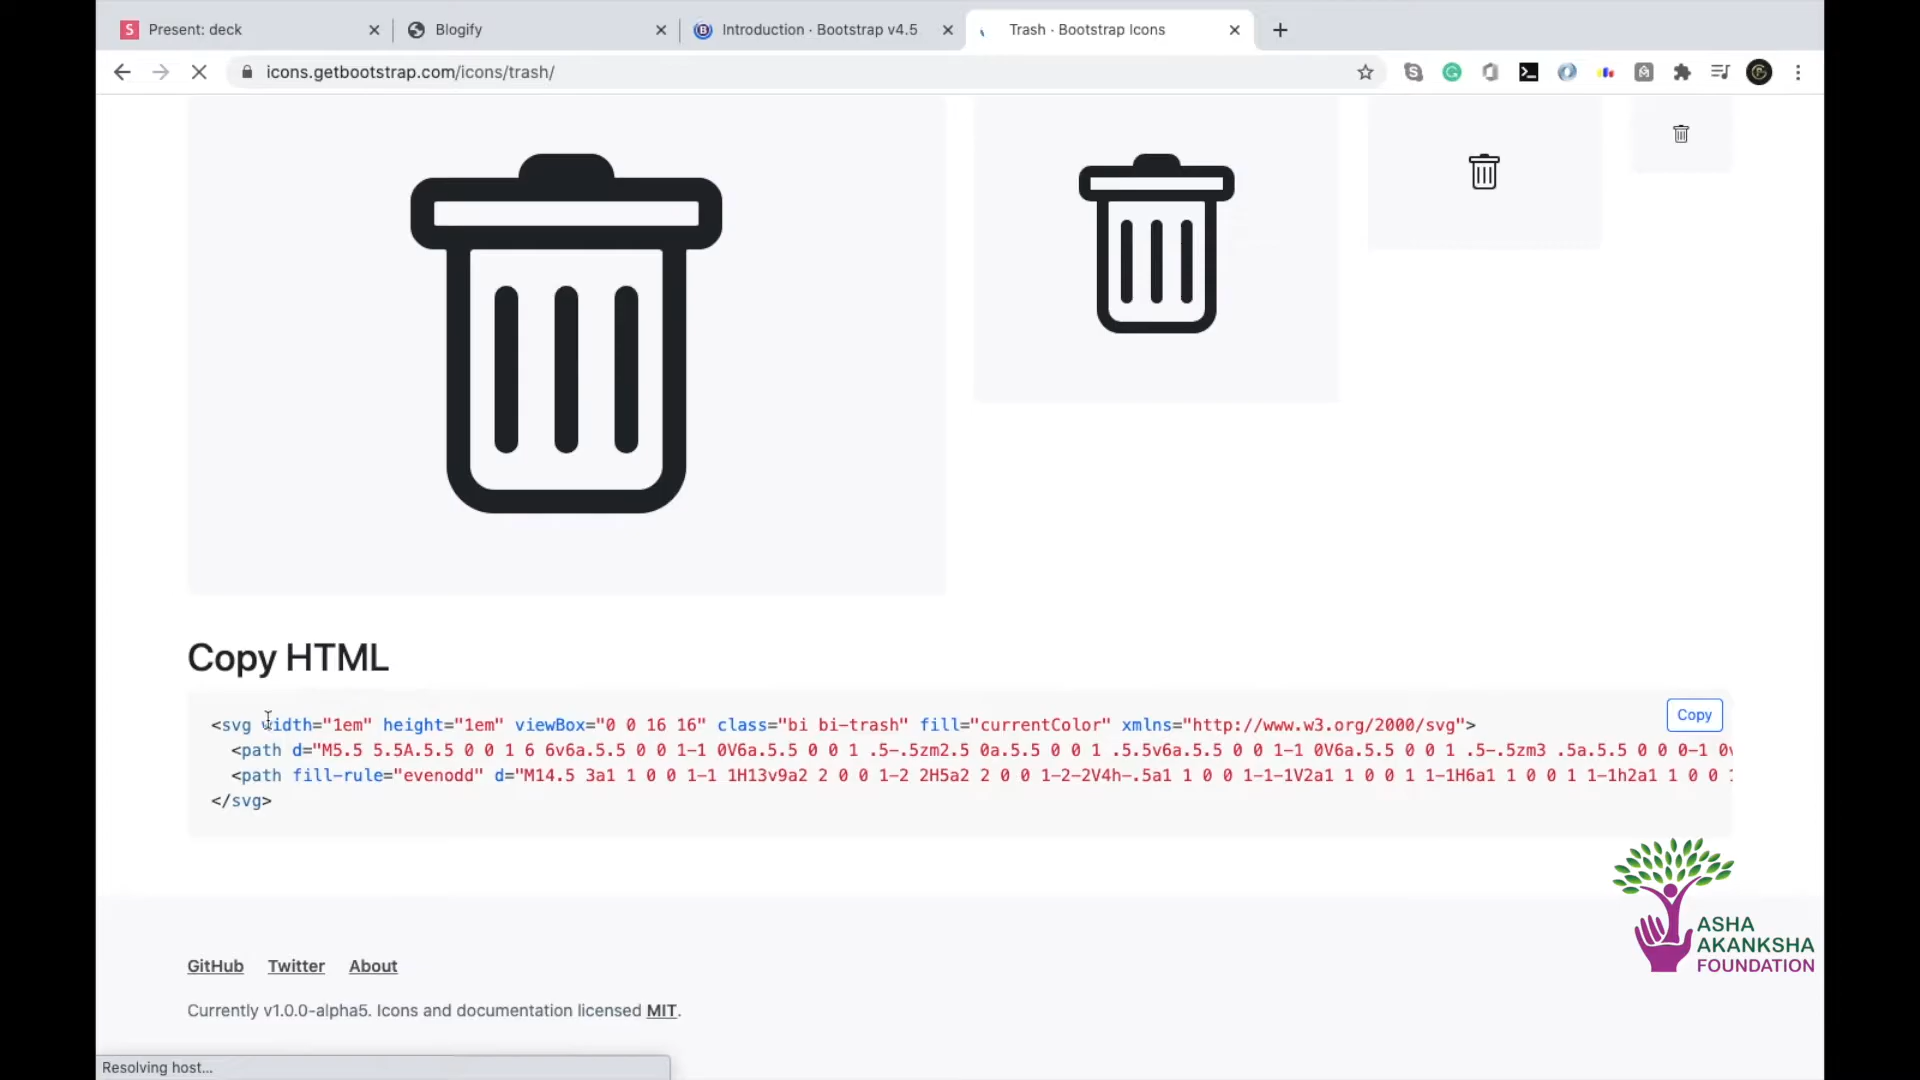 Present: deck
Blogify
Introduction · Bootstrap v4.5
Trash · Bootstrap Icons
icons.getbootstrap.com/icons/trash/
Copy HTML
Copy
<svg width="1em" height="1em" viewBox="0 0 16 16" class="bi bi-trash" fill="currentColor" xmlns="http://www.w3.org/2000/svg">
<path d="M5.5 5.5A.5.5 0 0 1 6 6v6a.5.5 0 0 1-1 0V6a.5.5 0 0 1 .5-.5zm2.5 0a.5.5 0 0 1 .5.5v6a.5.5 0 0 1-1 0V6a.5.5 0 0 1 .5-.5zm3 .5a.5.5 0 0 0-1 0v
<path fill-rule="evenodd" d="M14.5 3a1 1 0 0 1-1 1H13v9a2 2 0 0 1-2 2H5a2 2 0 0 1-2-2V4h-.5a1 1 0 0 1-1-1V2a1 1 0 0 1 1-1H6a1 1 0 0 1 1-1h2a1 1 0 0 1
</svg>
ASHA
AKANKSHA
FOUNDATION
GitHub Twitter About
Currently v1.0.0-alpha5. Icons and documentation licensed MIT.
Resolving host...